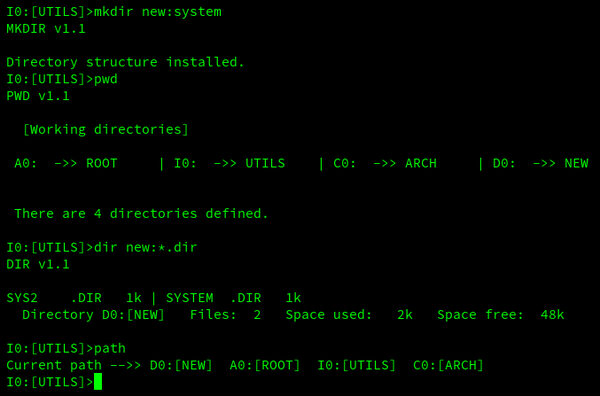 I0:[UTILS]>mkdir new:system
MKDIR v1.1
Directory structure installed.
I0:[UTILS]>pwd
PWD v1.1
[Working directories]
A0:  ->> ROOT     | I0:  ->> UTILS    | C0:  ->> ARCH     | D0:  ->> NEW
There are 4 directories defined.
I0:[UTILS]>dir new:*.dir
DIR v1.1
SYS2    .DIR   1k | SYSTEM  .DIR   1k
Directory D0:[NEW]   Files:  2   Space used:   2k   Space free:  48k
I0:[UTILS]>path
Current path -->> D0:[NEW]  A0:[ROOT]  I0:[UTILS]  C0:[ARCH]
I0:[UTILS]>